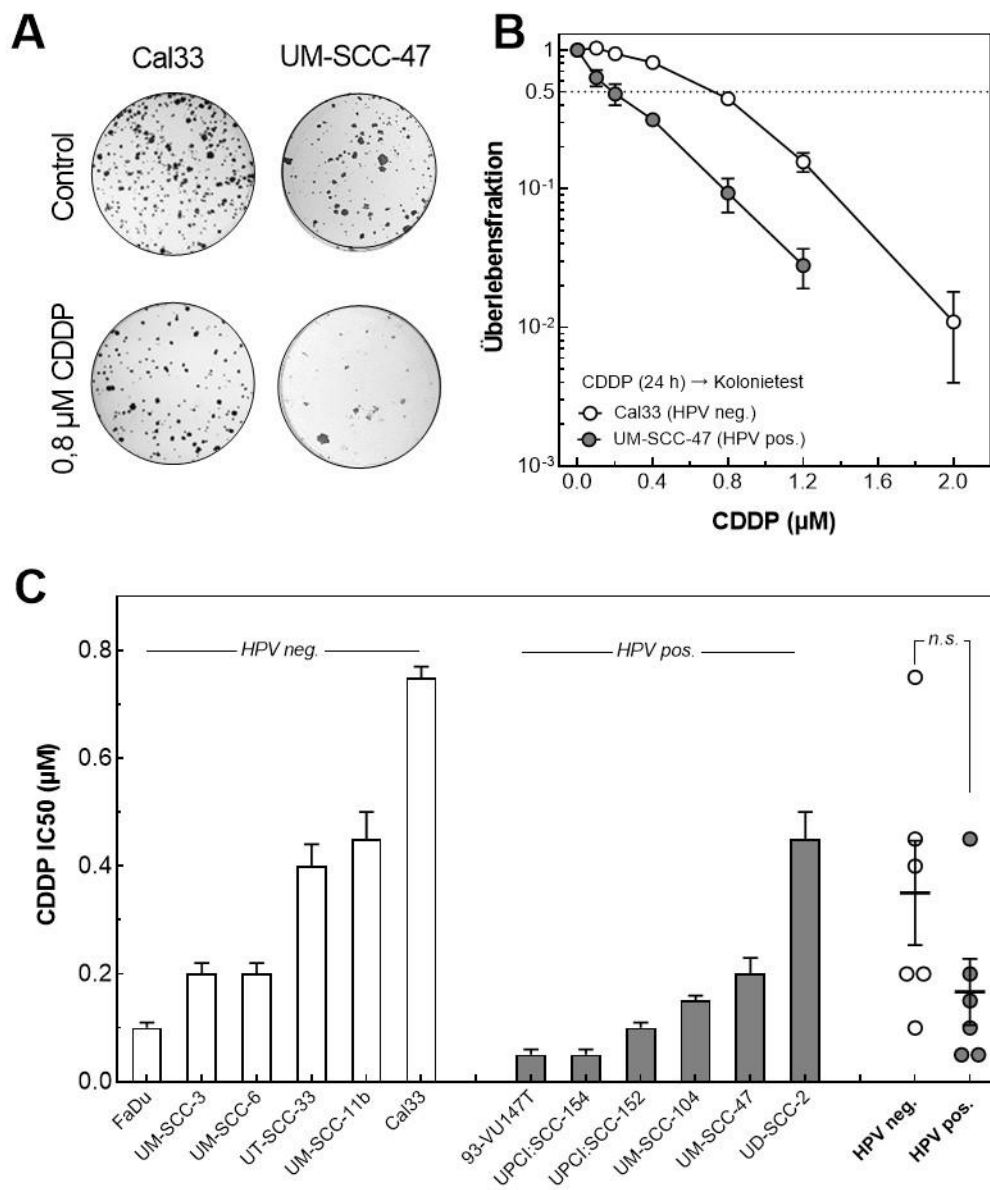 A
Cal33
UM-SCC-47
Control
0,8 µM CDDP
B
Überlebensfraktion
1
0.5
10-1
10-2
10-3
CDDP (24 h) → Kolonietest
Cal33 (HPV neg.)
UM-SCC-47 (HPV pos.)
0.0 0.4 0.8 1.2 1.6 2.0
CDDP (µM)
C
CDDP IC50 (µM)
0.8
0.6
0.4
0.2
0.0
HPV neg.
HPV pos.
n.s.
FaDu
UM-SCC-3
UM-SCC-6
UT-SCC-33
UM-SCC-11b
Cal33
93-VU147T
UPCI:SCC-154
UPCI:SCC-152
UM-SCC-104
UM-SCC-47
UD-SCC-2
HPV neg.
HPV pos.